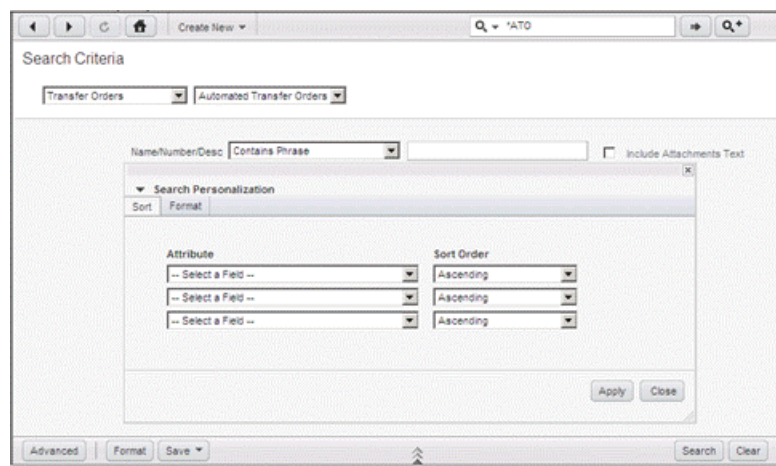 Create New *ATO
Search Criteria
Transfer Orders Automated Transfer Orders
Name/Number/Desc Contains Phrase Include Attachments Text
Search Personalization
Sort Format
Attribute Sort Order
-- Select a Field -- Ascending
-- Select a Field -- Ascending
-- Select a Field -- Ascending
Apply Close
Advanced Format Save Search Clear